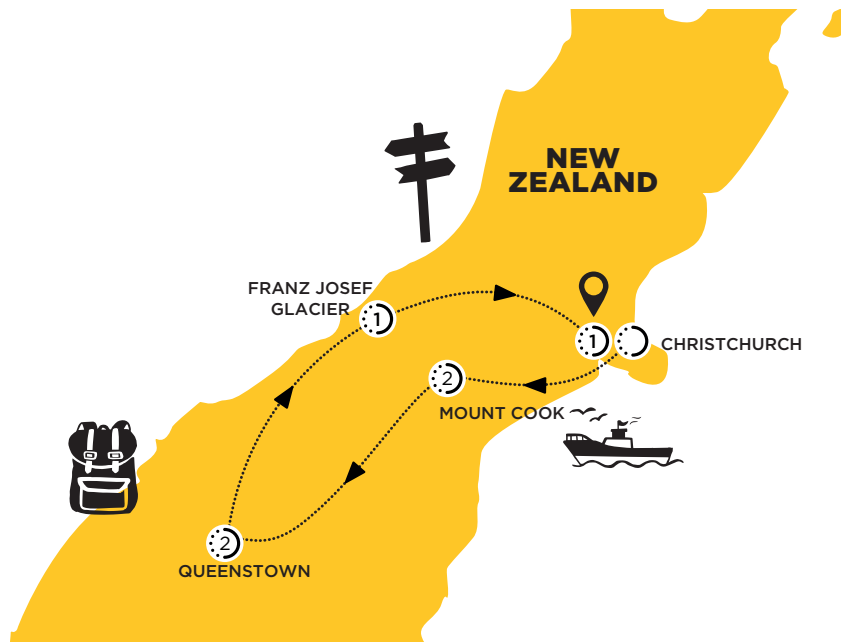 NEW
ZEALAND
FRANZ JOSEF
GLACIER
1
1
CHRISTCHURCH
2
MOUNT COOK
2
QUEENSTOWN